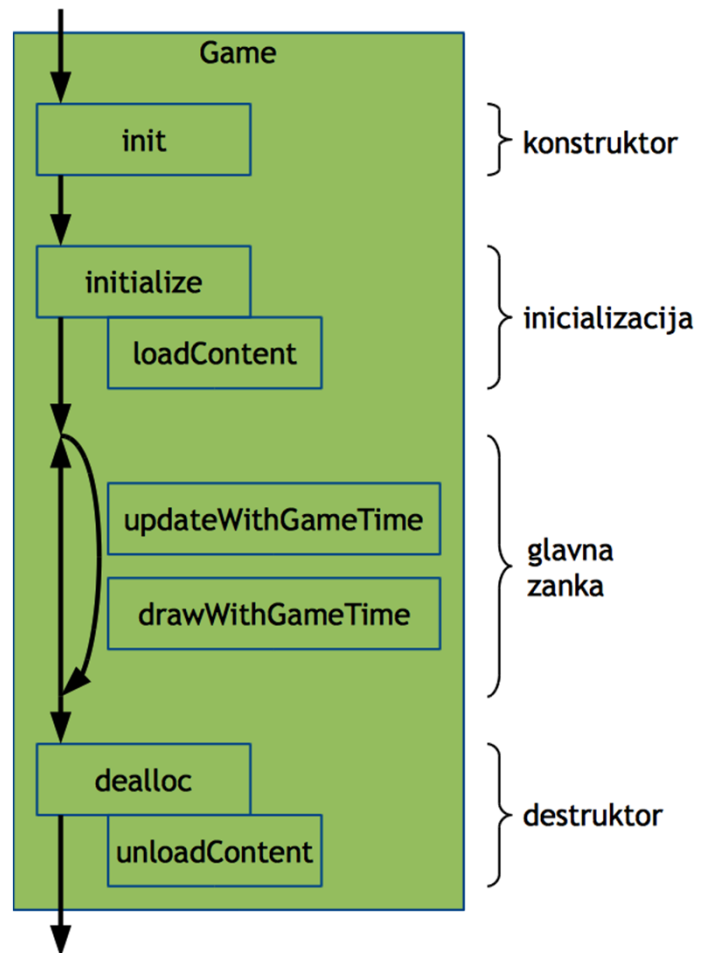 Game
init
konstruktor
initialize
loadContent
inicializacija
updateWithGameTime
drawWithGameTime
glavna
zanka
dealloc
unloadContent
destruktor